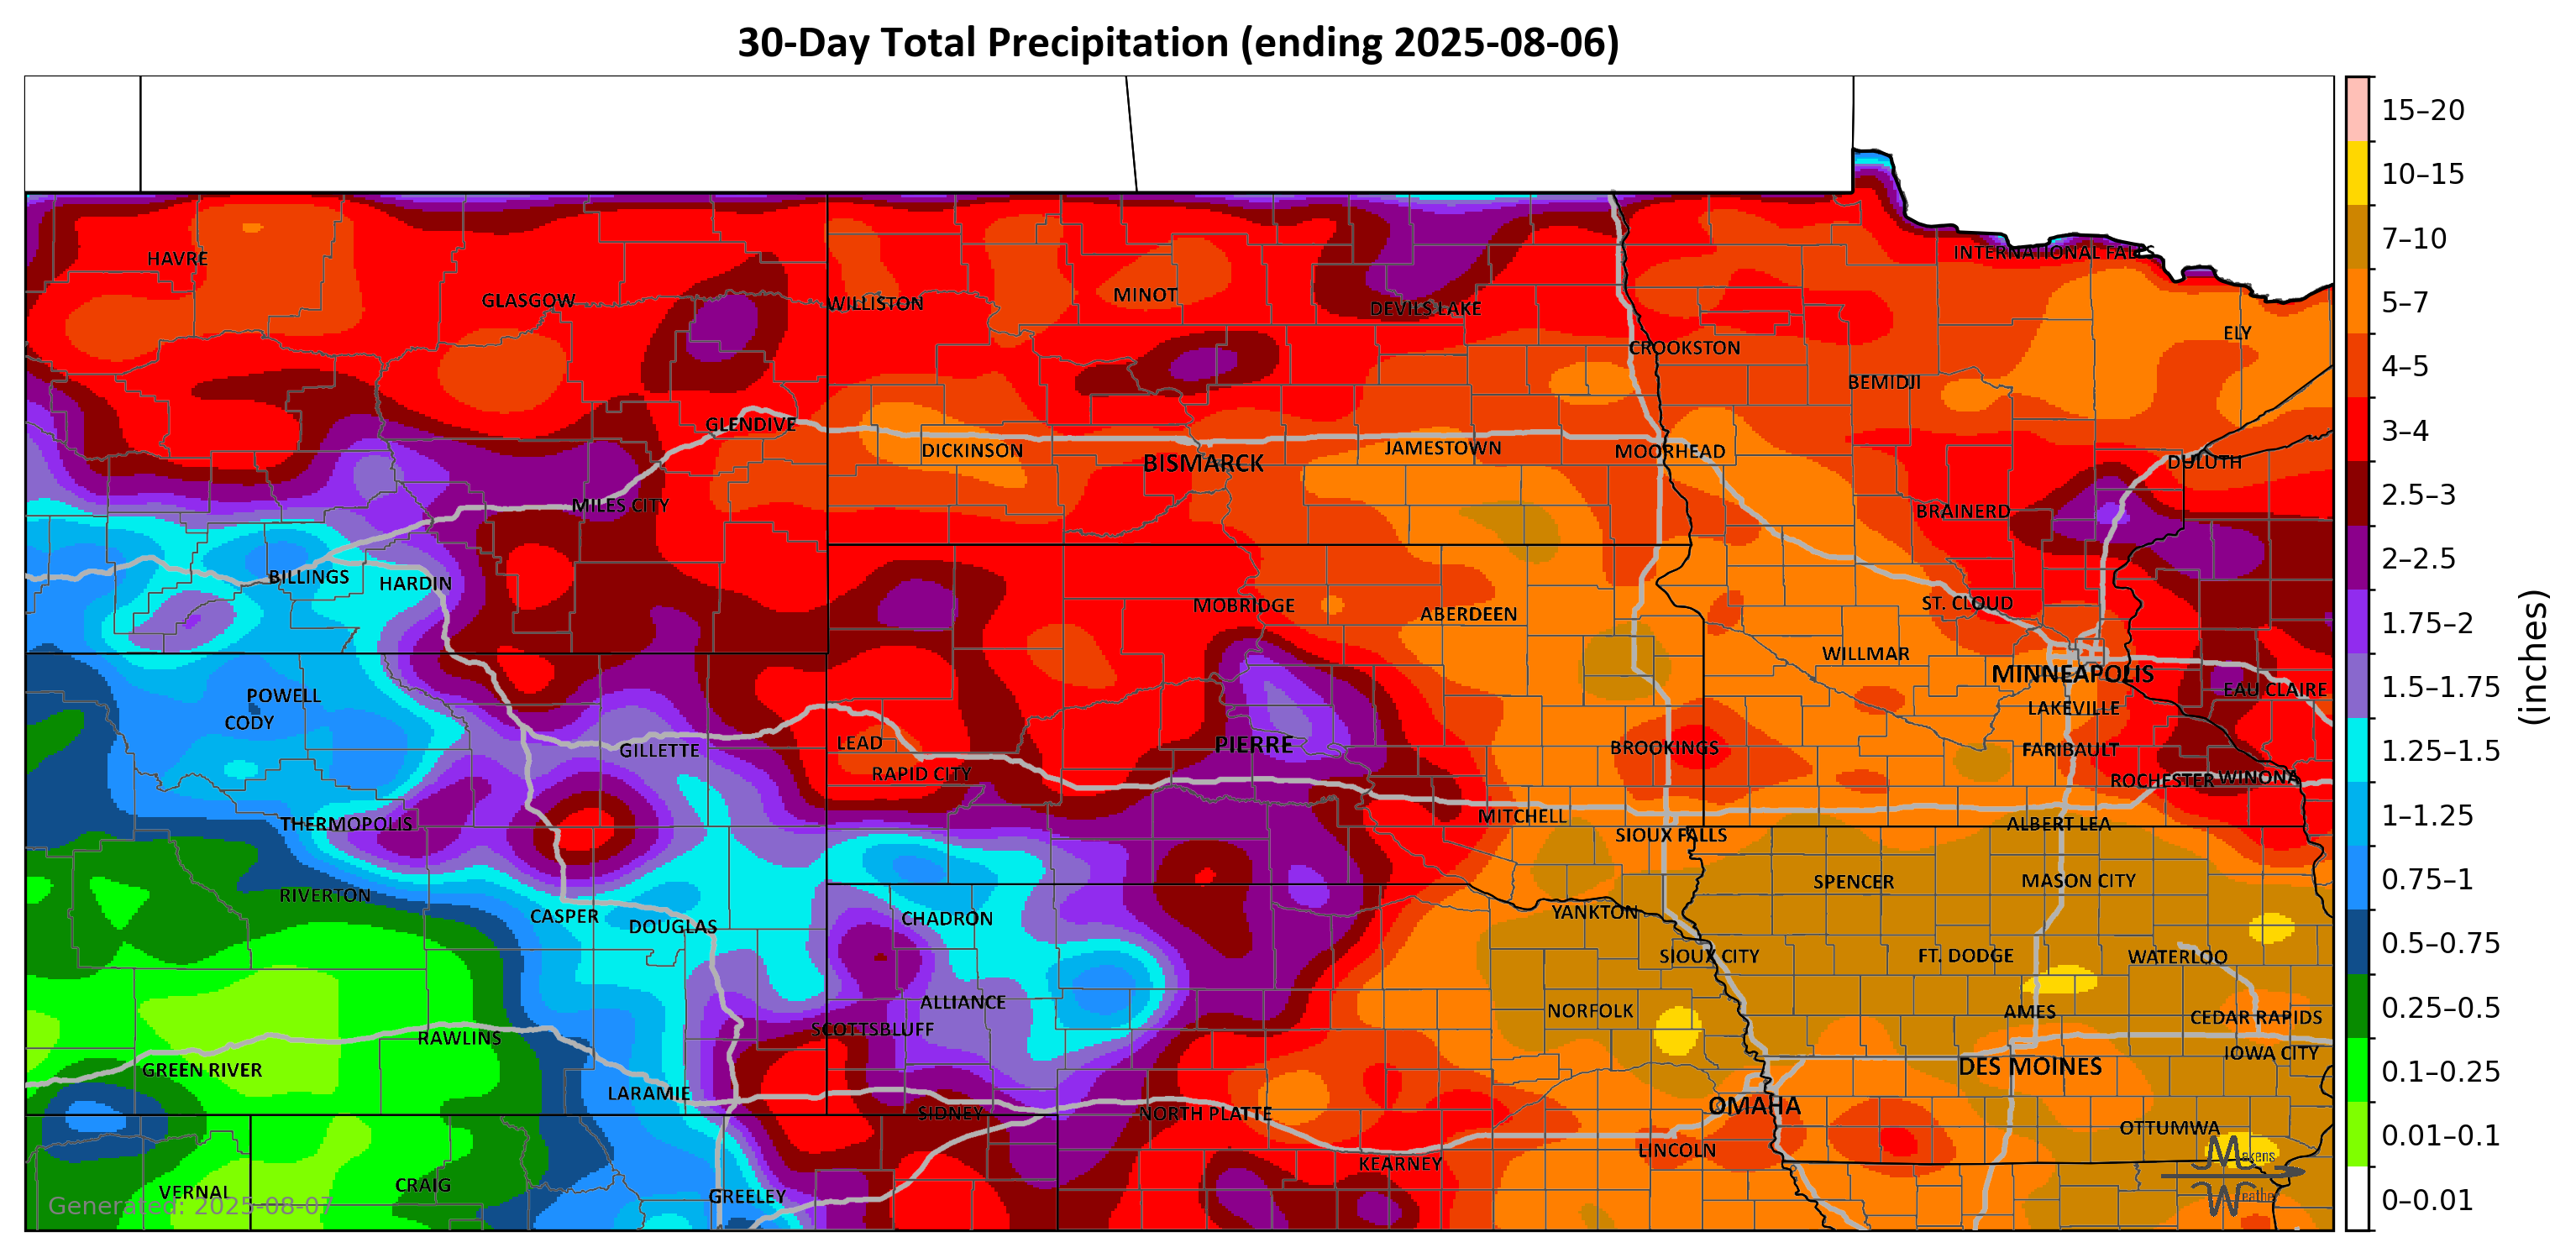 30-Day Total Precipitation (ending 2025-08-06)
15–20
10–15
7–10
5–7
4–5
3–4
2.5–3
2–2.5
1.75–2
1.5–1.75
1.25–1.5
1–1.25
0.75–1
0.5–0.75
0.25–0.5
0.1–0.25
0.01–0.1
0–0.01
(inches)
INTERNATIONAL FALLS
HAVRE
GLASGOW
WILLISTON
MINOT
DEVILS LAKE
ELY
CROOKSTON
BEMIDJI
GLENDIVE
DICKINSON
BISMARCK
JAMESTOWN
MOORHEAD
DULUTH
MILES CITY
BRAINERD
BILLINGS
HARDIN
MOBRIDGE
ABERDEEN
ST. CLOUD
WILLMAR
MINNEAPOLIS
EAU CLAIRE
POWELL
CODY
LAKEVILLE
GILLETTE
LEAD
PIERRE
BROOKINGS
FARIBAULT
RAPID CITY
ROCHESTER
WINONA
THERMOPOLIS
MITCHELL
SIOUX FALLS
ALBERT LEA
RIVERTON
SPENCER
MASON CITY
CASPER
DOUGLAS
CHADRON
YANKTON
SIOUX CITY
FT. DODGE
WATERLOO
ALLIANCE
NORFOLK
AMES
CEDAR RAPIDS
SCOTTSBLUFF
RAWLINS
IOWA CITY
GREEN RIVER
DES MOINES
LARAMIE
SIDNEY
NORTH PLATTE
OMAHA
OTTUMWA
LINCOLN
KEARNEY
VERNAL
CRAIG
GREELEY
Makens
Weather
Generated: 2025-08-07